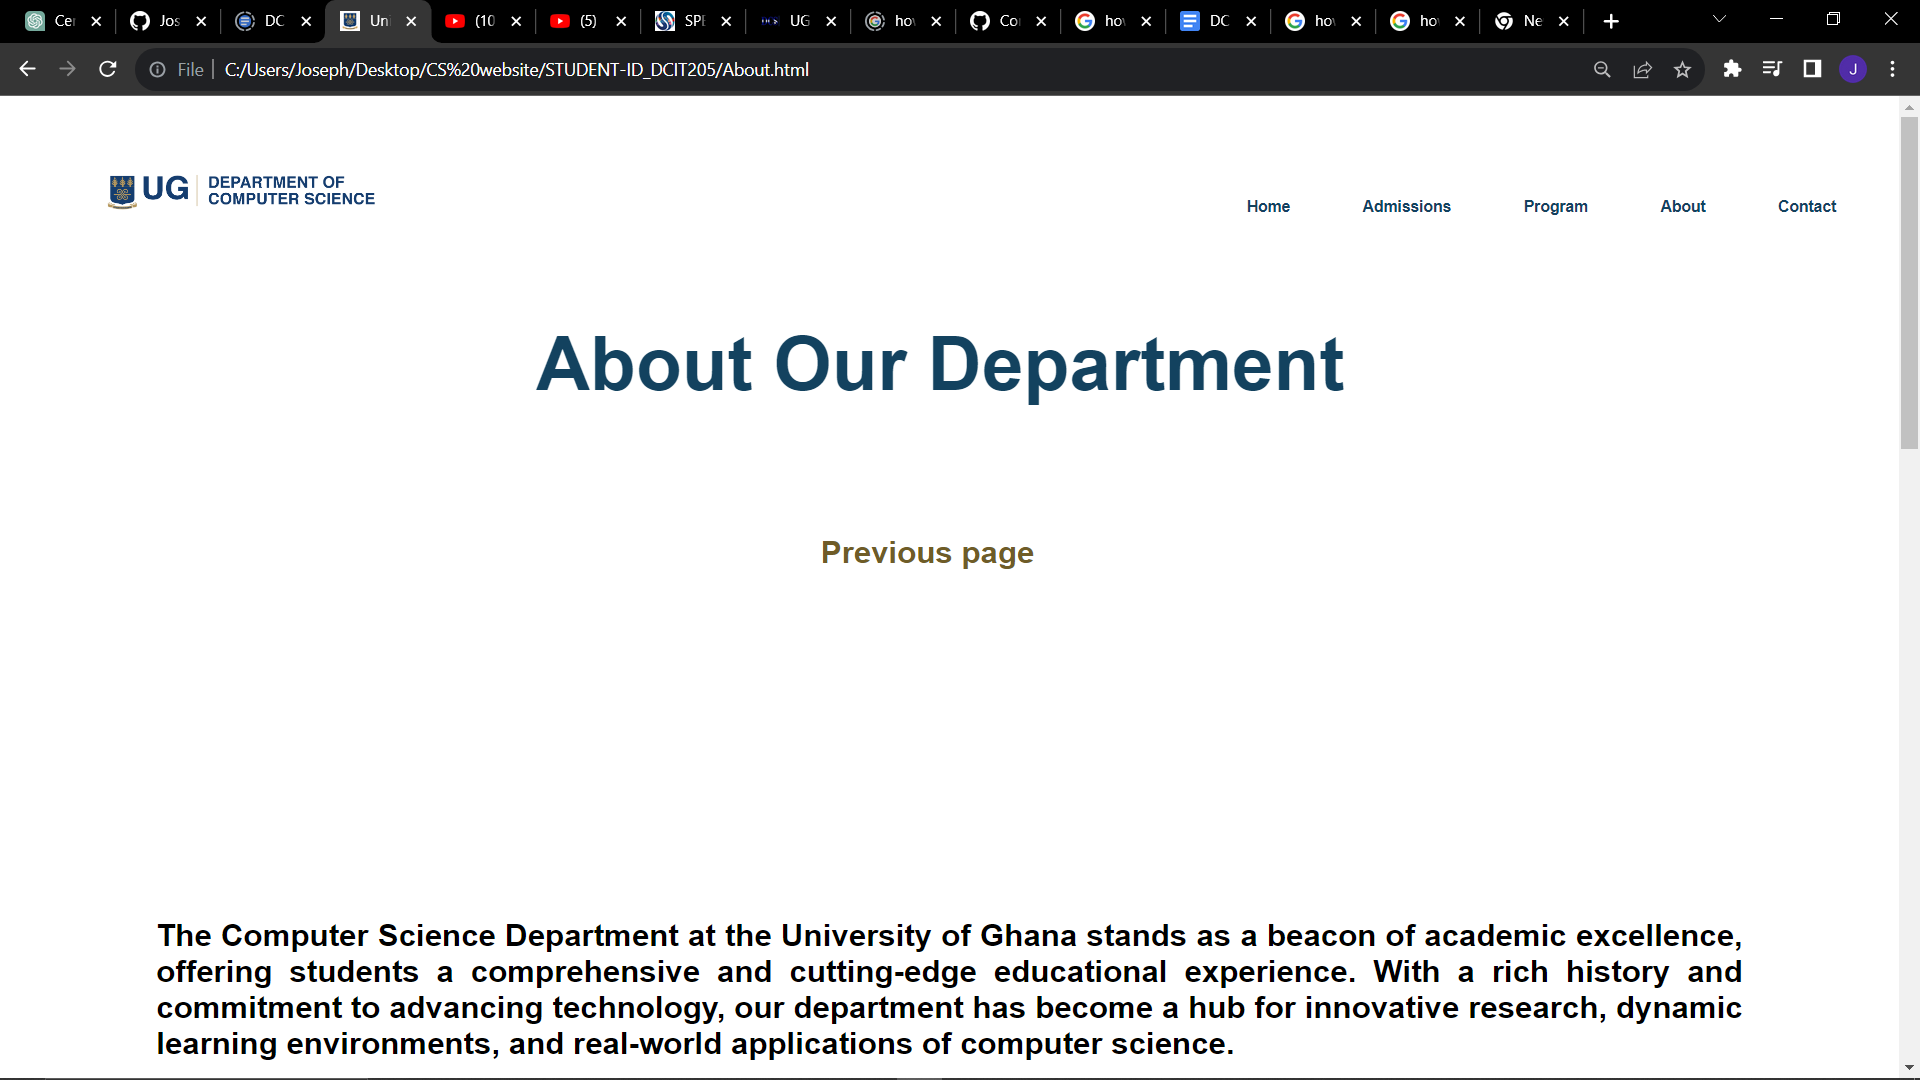 Cer
Jos
DC
Uni
(10
(5)
SPE
UG
ho
Co
ho
DC
ho
ho
Ne
File
C:/Users/Joseph/Desktop/CS%20website/STUDENT-ID_DCIT205/About.html
J
UG
DEPARTMENT OF
COMPUTER SCIENCE
Home Admissions Program About Contact
About Our Department
Previous page
The Computer Science Department at the University of Ghana stands as a beacon of academic excellence,
offering students a comprehensive and cutting-edge educational experience. With a rich history and
commitment to advancing technology, our department has become a hub for innovative research, dynamic
learning environments, and real-world applications of computer science.